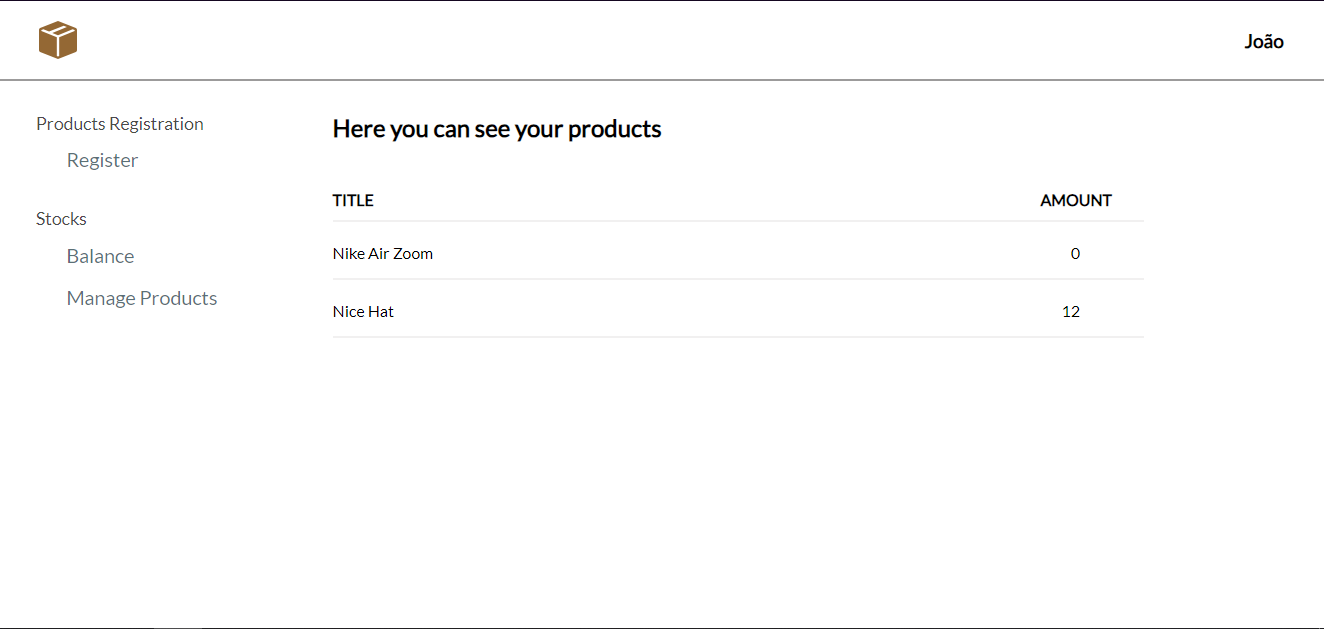 João
Products Registration
Register
Stocks
Balance
Manage Products
Here you can see your products
TITLE AMOUNT
Nike Air Zoom 0
Nice Hat 12